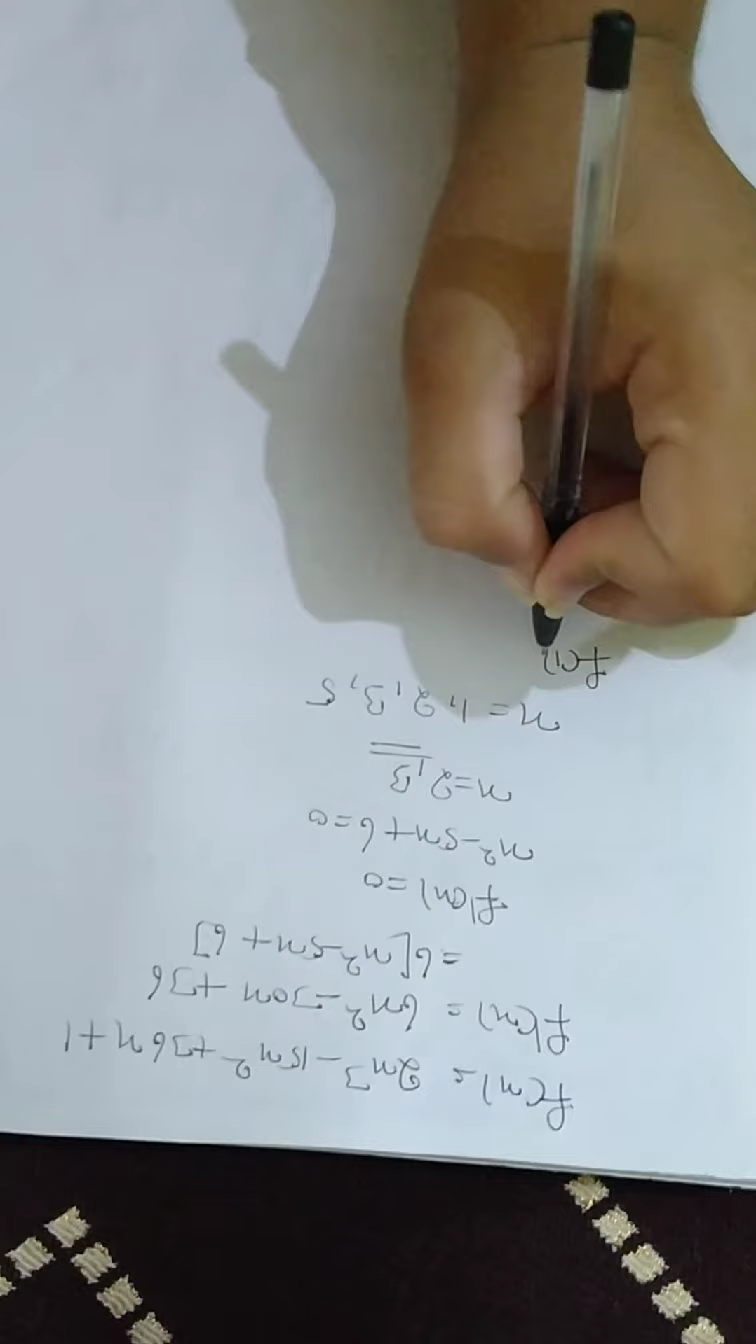 f(x) = 2x³ - 15x² + 36x + 1
f'(x) = 6x² - 30x + 36
= 6[x² - 5x + 6]
f'(x) = 0
x² - 5x + 6 = 0
x = 2, 3
x = 1, 2, 3, 5
f(1)